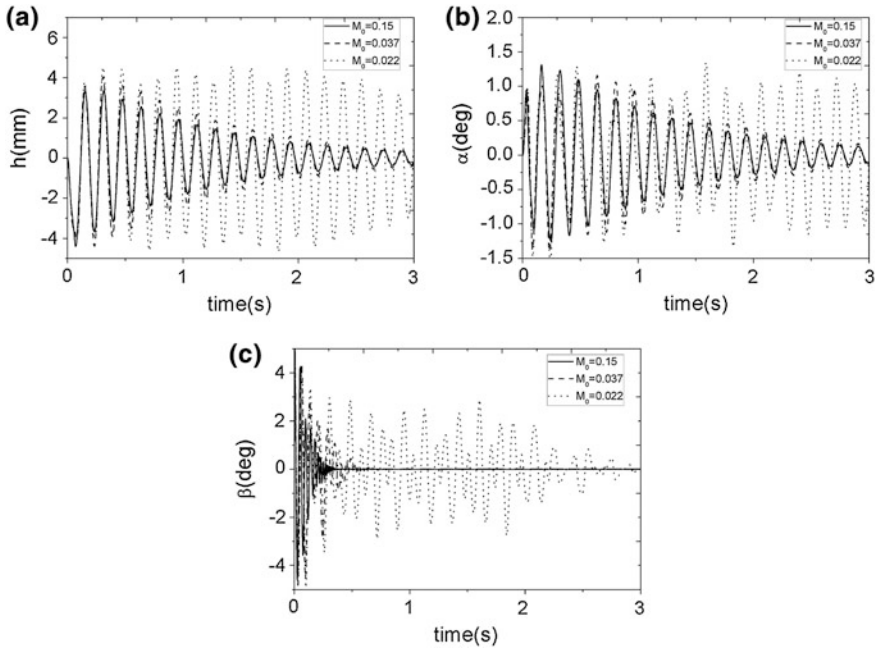 (a)
6
4
2
0
-2
-4
h(mm)
0
1
2
3
time(s)
M₀=0.15
M₀=0.037
M₀=0.022
(b)
2.0
1.5
1.0
0.5
0.0
-0.5
-1.0
-1.5
α(deg)
0
1
2
3
time(s)
M₀=0.15
M₀=0.037
M₀=0.022
(c)
4
2
0
-2
-4
β(deg)
0
1
2
3
time(s)
M₀=0.15
M₀=0.037
M₀=0.022